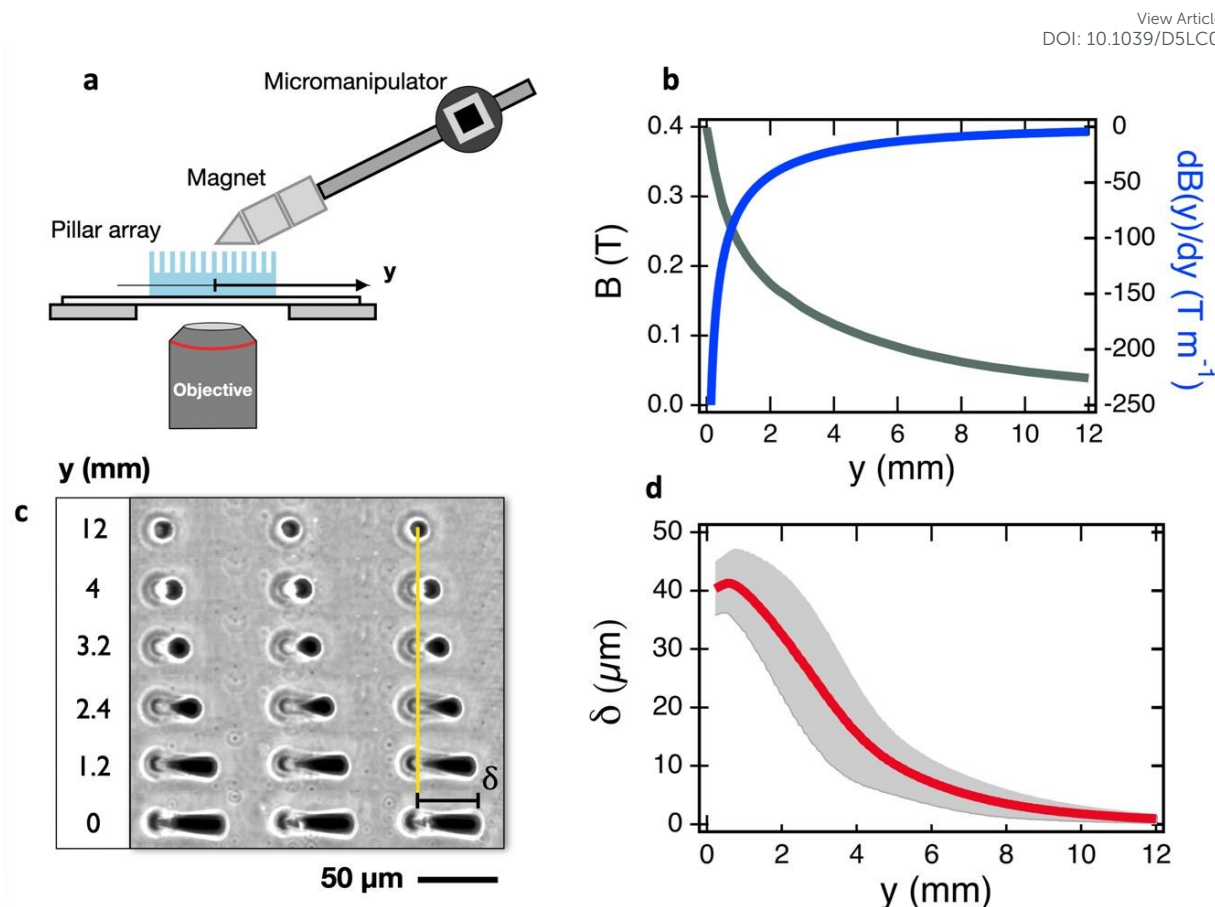 View Article
DOI: 10.1039/D5LC0
a
Micromanipulator
Magnet
Pillar array
y
Objective
b
0.4
0.3
0.2
0.1
0.0
B (T)
0
-50
-100
-150
-200
-250
dB(y)/dy (T m⁻¹)
0 2 4 6 8 10 12
y (mm)
c
y (mm)
12
4
3.2
2.4
1.2
0
δ
50 µm
d
50
40
30
20
10
0
δ (µm)
0 2 4 6 8 10 12
y (mm)